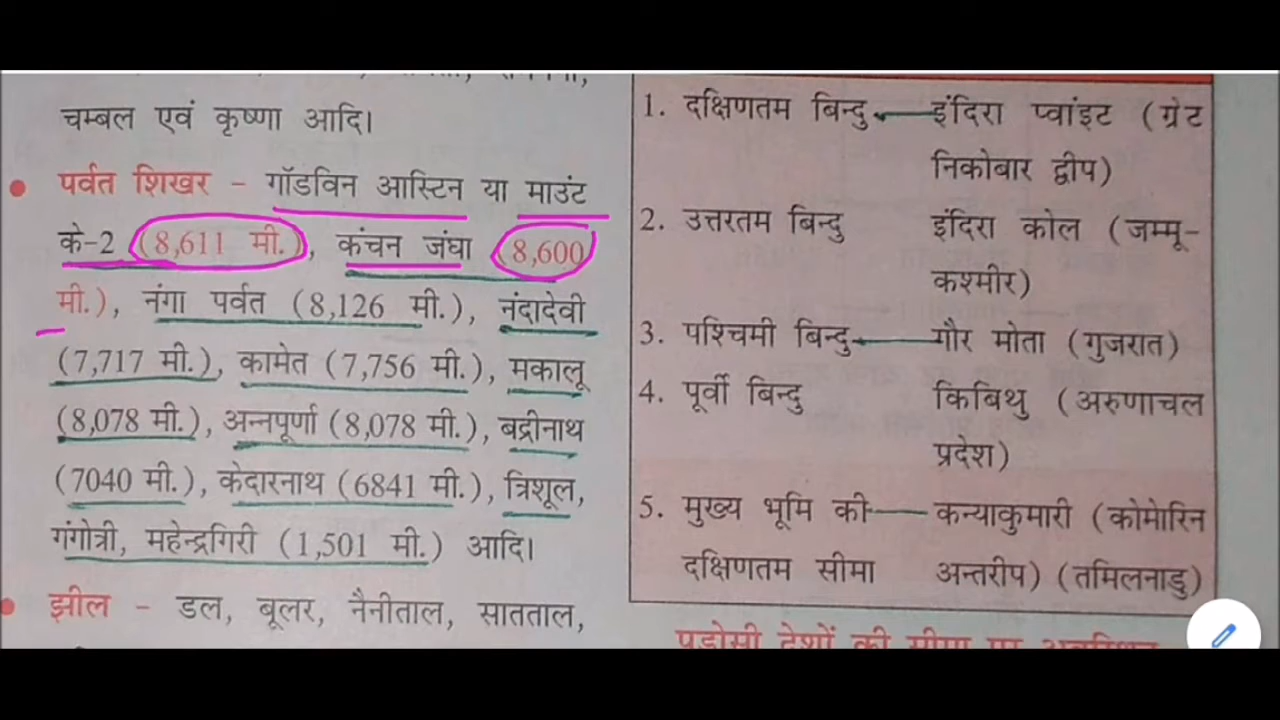 चम्बल एवं कृष्णा आदि।
पर्वत शिखर - गॉडविन आस्टिन या माउंट
के-2 (8,611 मी.), कंचन जंघा (8,600
मी.), नंगा पर्वत (8,126 मी.), नंदादेवी
(7,717 मी.), कामेत (7,756 मी.), मकालू
(8,078 मी.), अन्नपूर्णा (8,078 मी.), बद्रीनाथ
(7040 मी.), केदारनाथ (6841 मी.), त्रिशूल,
गंगोत्री, महेन्द्रगिरी (1,501 मी.) आदि।
झील - डल, बूलर, नैनीताल, सातताल,
1. दक्षिणतम बिन्दु इंदिरा प्वांइट (ग्रेट
निकोबार द्वीप)
2. उत्तरतम बिन्दु इंदिरा कोल (जम्मू-
कश्मीर)
3. पश्चिमी बिन्दु गौर मोता (गुजरात)
4. पूर्वी बिन्दु किबिथु (अरुणाचल
प्रदेश)
5. मुख्य भूमि की कन्याकुमारी (कोमोरिन
दक्षिणतम सीमा अन्तरीप) (तमिलनाडु)
पड़ोसी देशों की सीमा पर अवस्थित